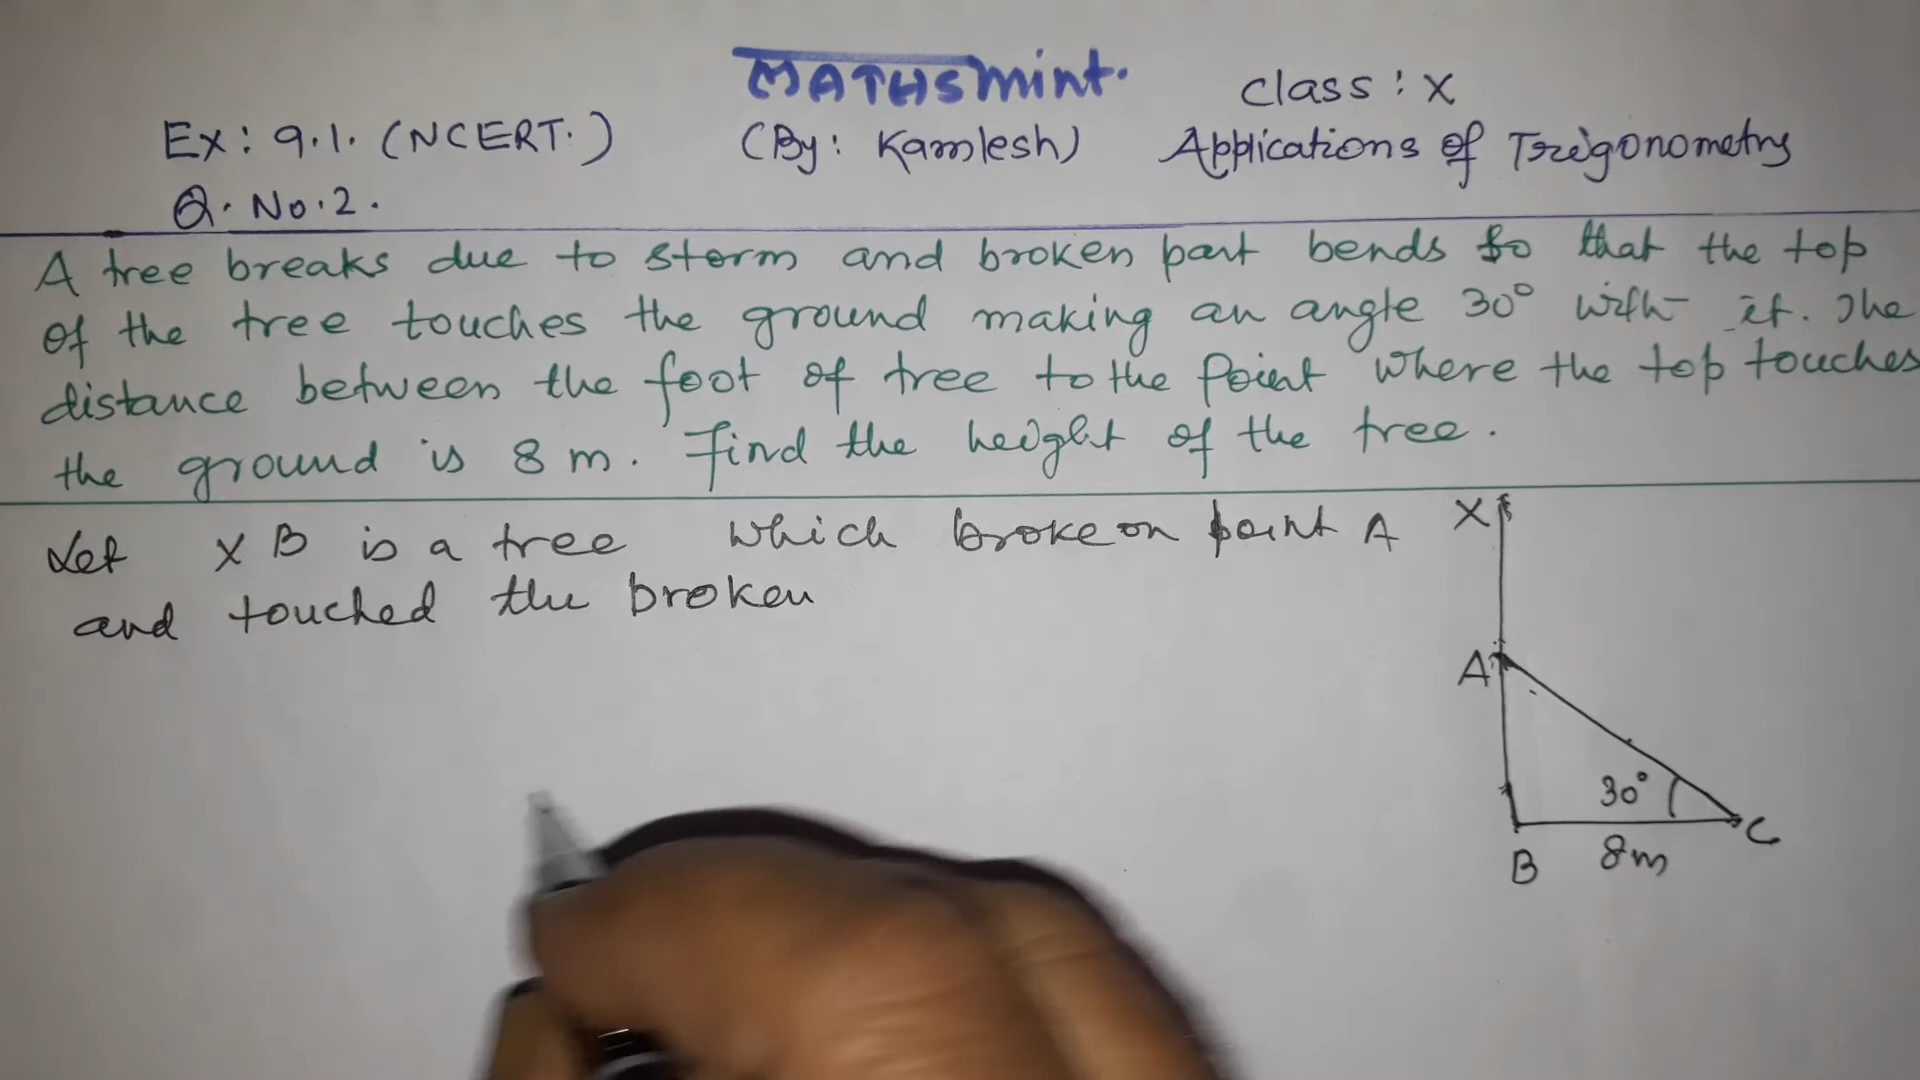 MATHSmint.
Class : X
Ex: 9.1. (NCERT.)
(By: Kamlesh)
Applications of Trigonometry
Q. No. 2.
A tree breaks due to storm and broken part bends so that the top
of the tree touches the ground making an angle 30° with it. The
distance between the foot of tree to the point where the top touches
the ground is 8 m. Find the height of the tree.
Let XB is a tree which broke on point A
and touched the broken
X
A
30°
C
B
8m